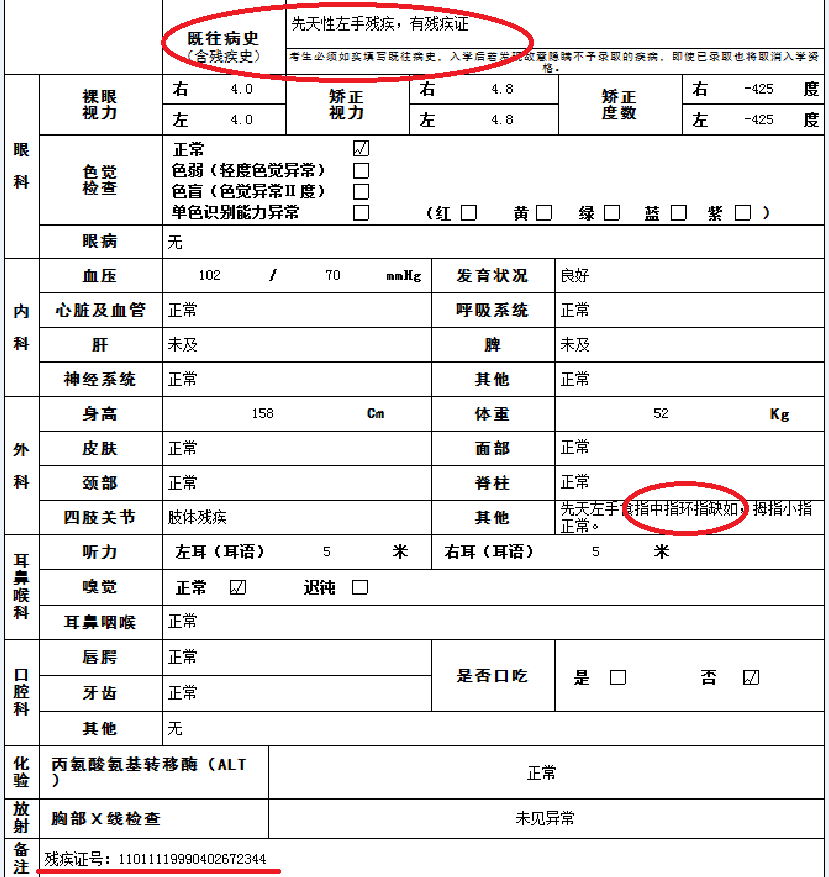 既往病史 先天性左手残疾，有残疾证
(含残疾史) 考生必须如实填写既往病史。入学后若发现故意隐瞒不予录取的疾病，即使已录取也将取消入学资格。
眼科
裸眼视力 右 4.0 矫正视力 右 4.8 矫正度数 右 -425 度
左 4.0 左 4.8 左 -425 度
色觉检查 正常 ☑
色弱（轻度色觉异常） □
色盲（色觉异常II度） □
单色识别能力异常 □ （红 □ 黄 □ 绿 □ 蓝 □ 紫 □ ）
眼病 无
内科
血压 102 / 70 mmHg 发育状况 良好
心脏及血管 正常 呼吸系统 正常
肝 未及 脾 未及
神经系统 正常 其他 正常
外科
身高 158 Cm 体重 52 Kg
皮肤 正常 面部 正常
颈部 正常 脊柱 正常
四肢关节 肢体残疾 其他 先天左手食指中指环指缺如，拇指小指正常。
耳鼻喉科
听力 左耳（耳语） 5 米 右耳（耳语） 5 米
嗅觉 正常 ☑ 迟钝 □
耳鼻咽喉 正常
口腔科
唇腭 正常 是否口吃 是 □ 否 ☑
牙齿 正常
其他 无
化验 丙氨酸氨基转移酶（ALT） 正常
放射 胸部X线检查 未见异常
备注 残疾证号：11011119990402672344